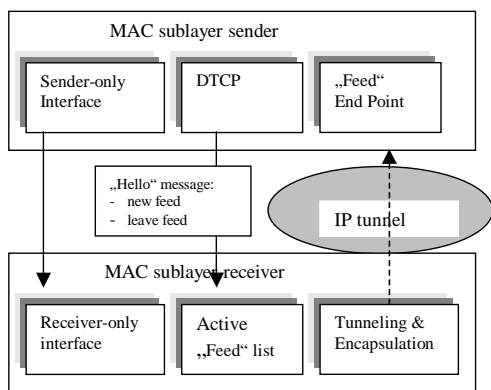 MAC sublayer sender
Sender-only
Interface
DTCP
„Feed“
End Point
„Hello“ message:
- new feed
- leave feed
IP tunnel
MAC sublayer receiver
Receiver-only
interface
Active
„Feed“ list
Tunneling &
Encapsulation